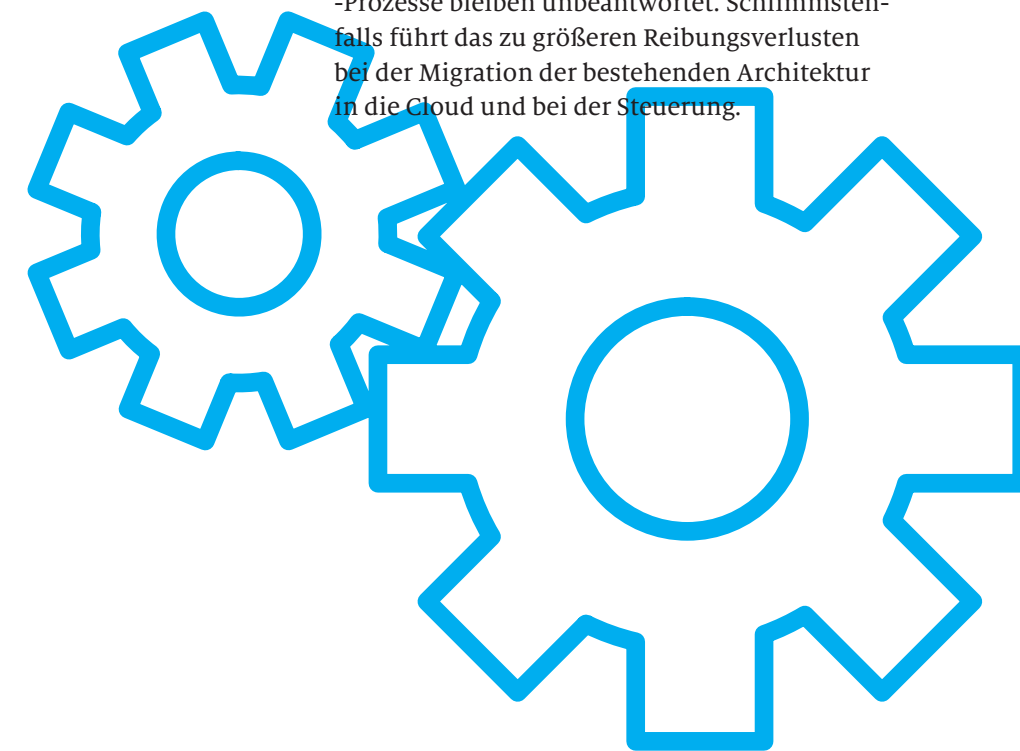 -Prozesse bleiben unbeantwortet. Schlimmsten-
falls führt das zu größeren Reibungsverlusten
bei der Migration der bestehenden Architektur
in die Cloud und bei der Steuerung.